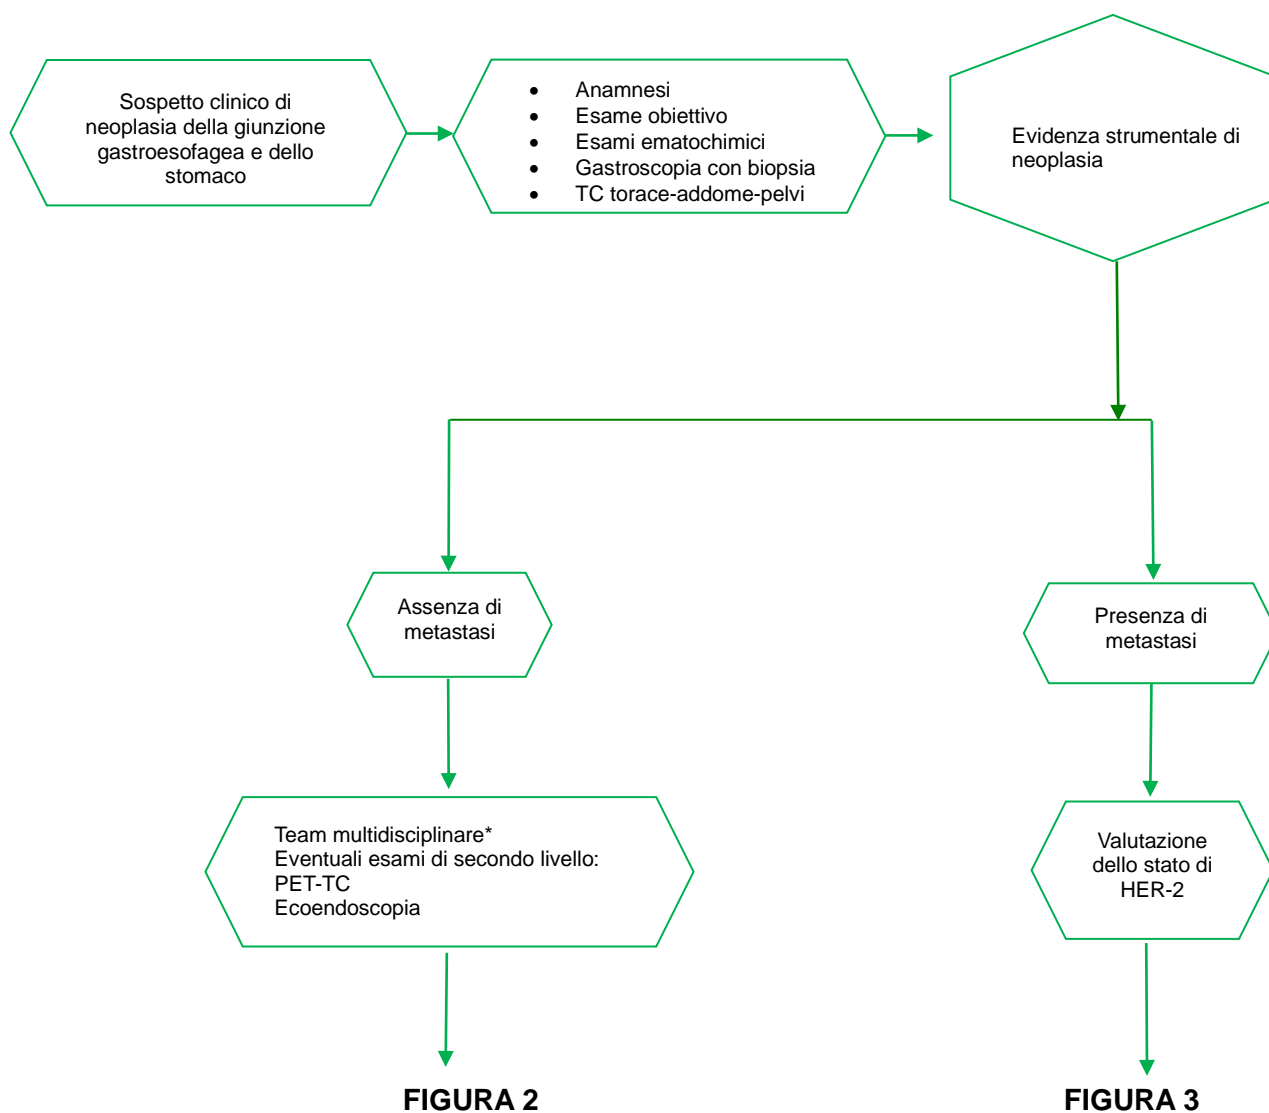 Sospetto clinico di
neoplasia della giunzione
gastroesofagea e dello
stomaco
• Anamnesi
• Esame obiettivo
• Esami ematochimici
• Gastroscopia con biopsia
• TC torace-addome-pelvi
Evidenza strumentale di
neoplasia
Assenza di
metastasi
Presenza di
metastasi
Team multidisciplinare*
Eventuali esami di secondo livello:
PET-TC
Ecoendoscopia
Valutazione
dello stato di
HER-2
FIGURA 2
FIGURA 3